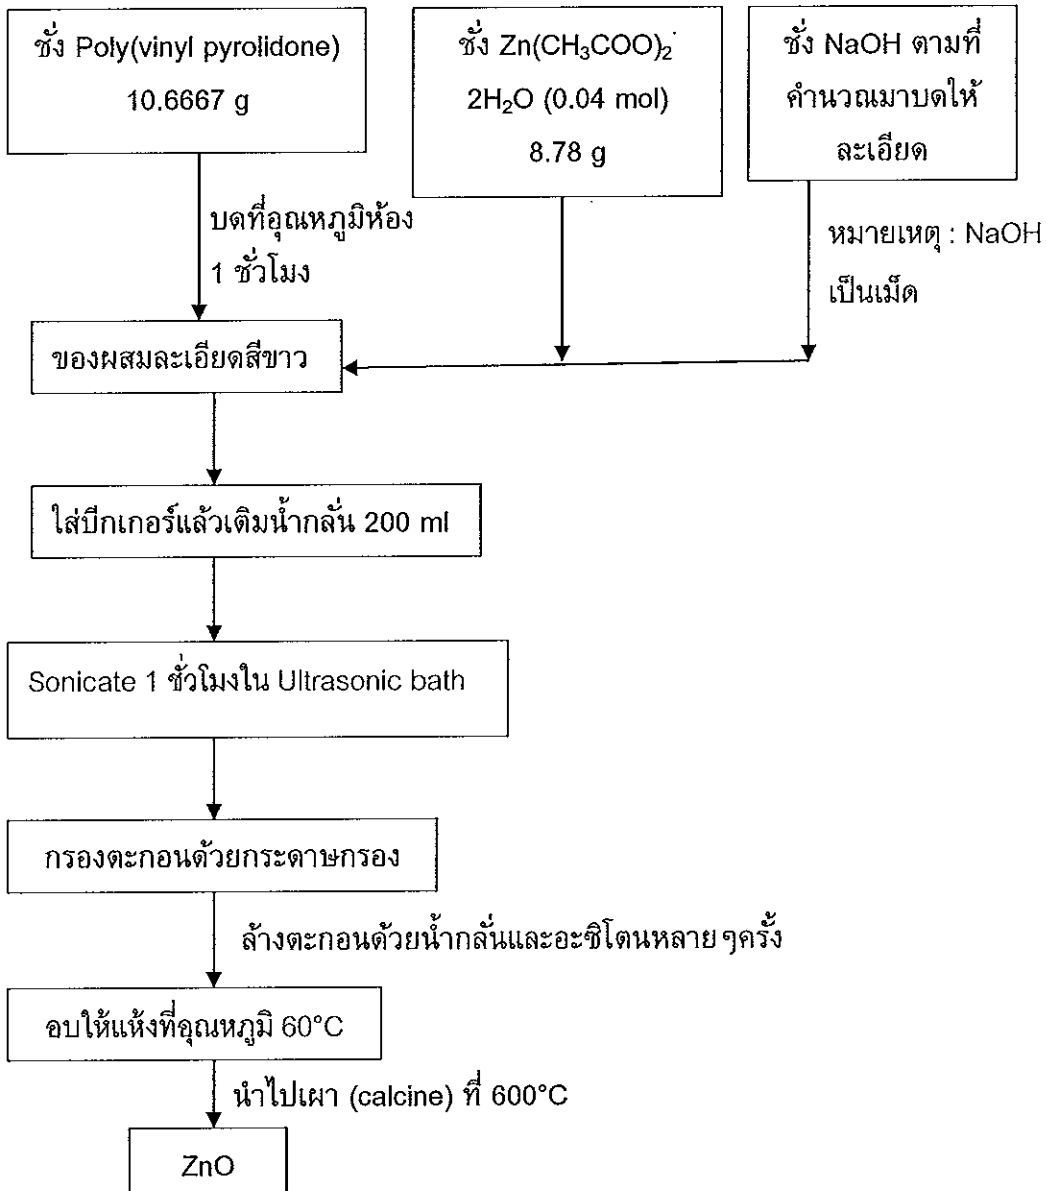 ชั่ง Poly(vinyl pyrolidone)
10.6667 g
ชั่ง Zn(CH₃COO)₂·
2H₂O (0.04 mol)
8.78 g
ชั่ง NaOH ตามที่
คำนวณมาบดให้
ละเอียด
บดที่อุณหภูมิห้อง
1 ชั่วโมง
หมายเหตุ : NaOH
เป็นเม็ด
ของผสมละเอียดสีขาว
ใส่บีกเกอร์แล้วเติมน้ำกลั่น 200 ml
Sonicate 1 ชั่วโมงใน Ultrasonic bath
กรองตะกอนด้วยกระดาษกรอง
ล้างตะกอนด้วยน้ำกลั่นและอะซิโตนหลายๆครั้ง
อบให้แห้งที่อุณหภูมิ 60°C
นำไปเผา (calcine) ที่ 600°C
ZnO